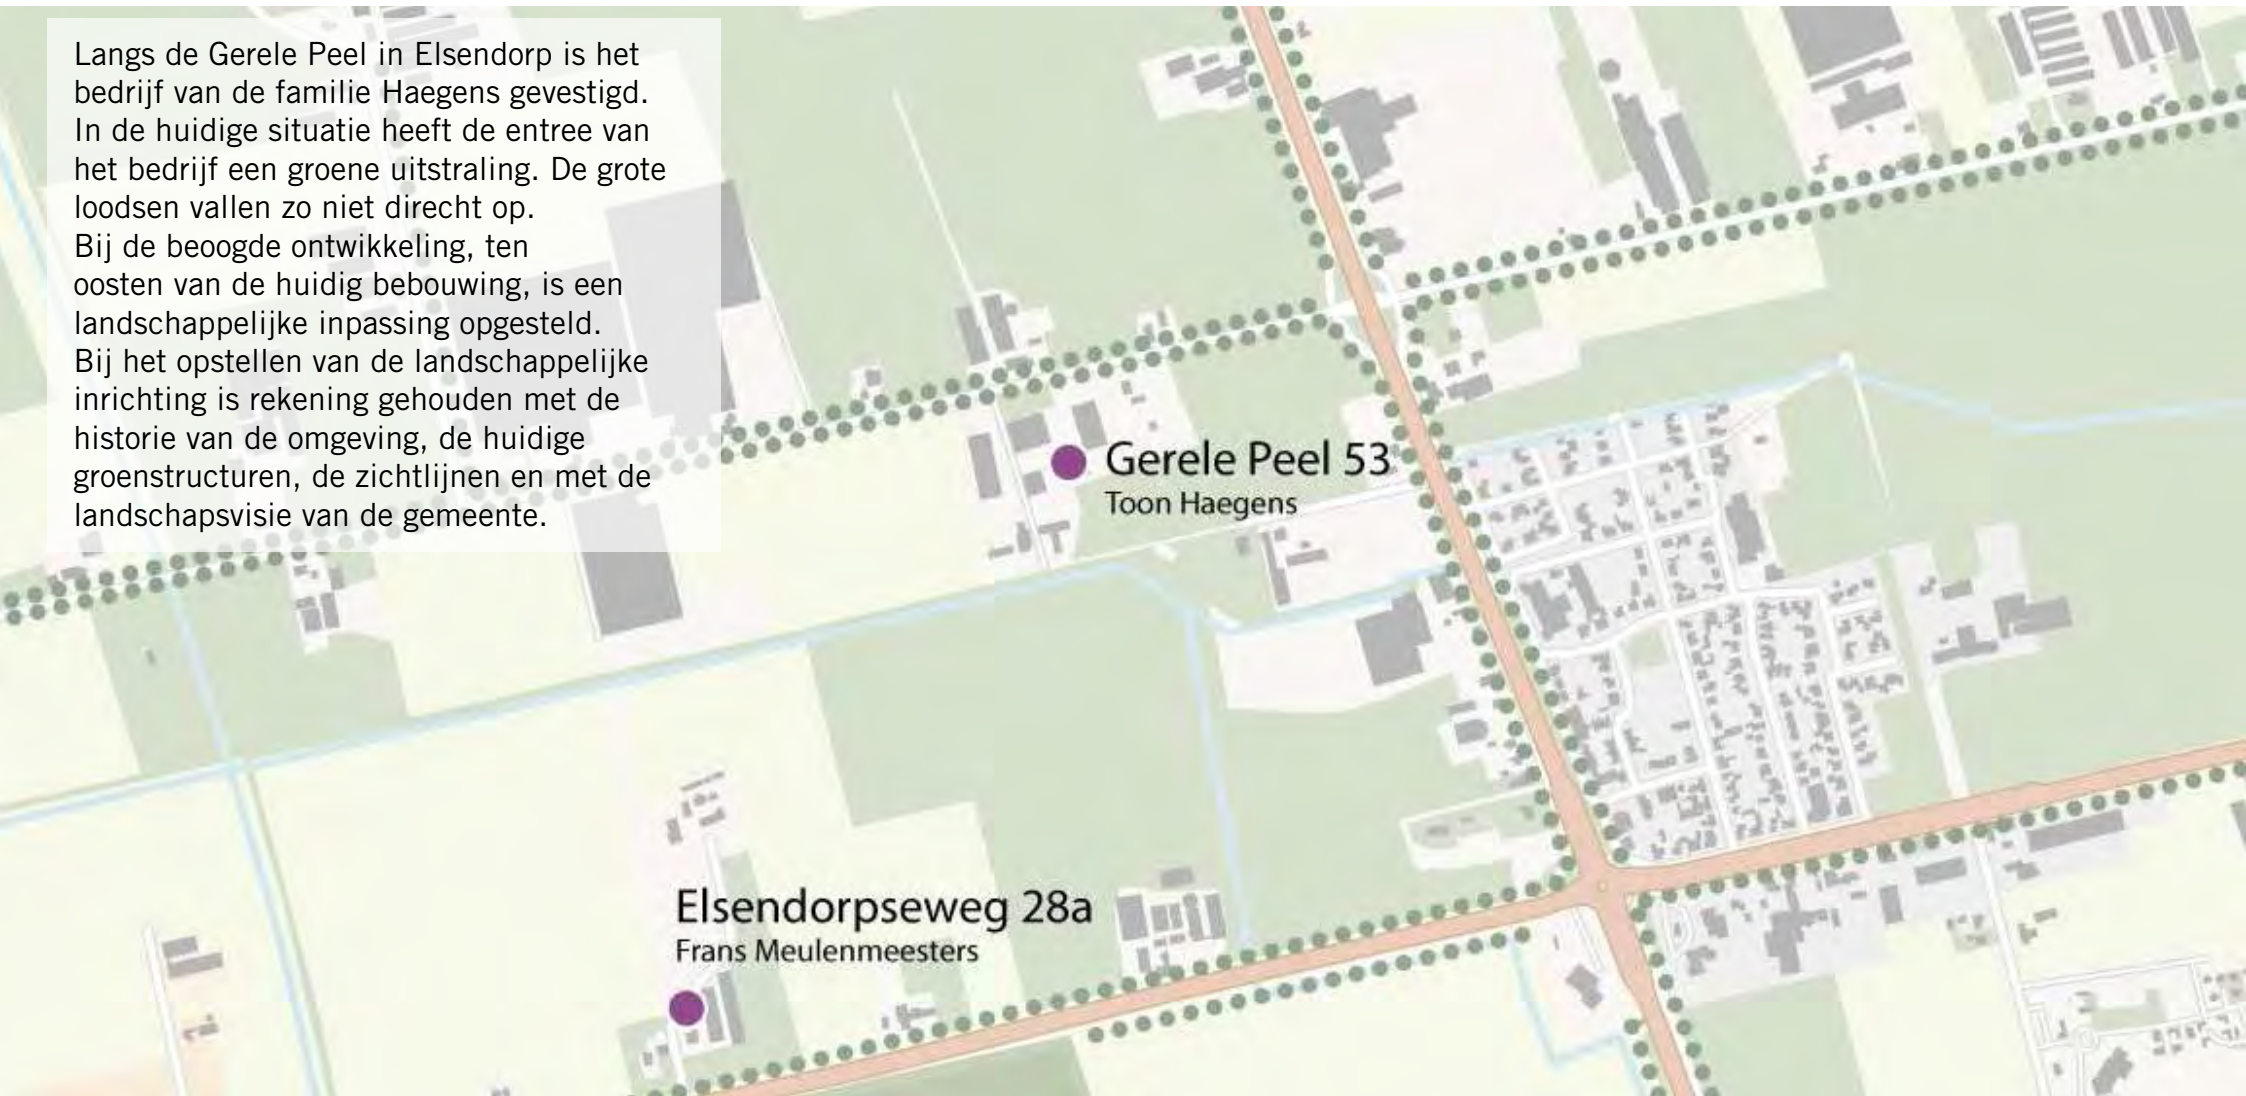 Langs de Gerele Peel in Elsendorp is het
bedrijf van de familie Haegens gevestigd.
In de huidige situatie heeft de entree van
het bedrijf een groene uitstraling. De grote
loodsen vallen zo niet direct op.
Bij de beoogde ontwikkeling, ten
oosten van de huidig bebouwing, is een
landschappelijke inpassing opgesteld.
Bij het opstellen van de landschappelijke
inrichting is rekening gehouden met de
historie van de omgeving, de huidige
groenstructuren, de zichtlijnen en met de
landschapsvisie van de gemeente.
Gerele Peel 53
Toon Haegens
Elsendorpseweg 28a
Frans Meulenmeesters